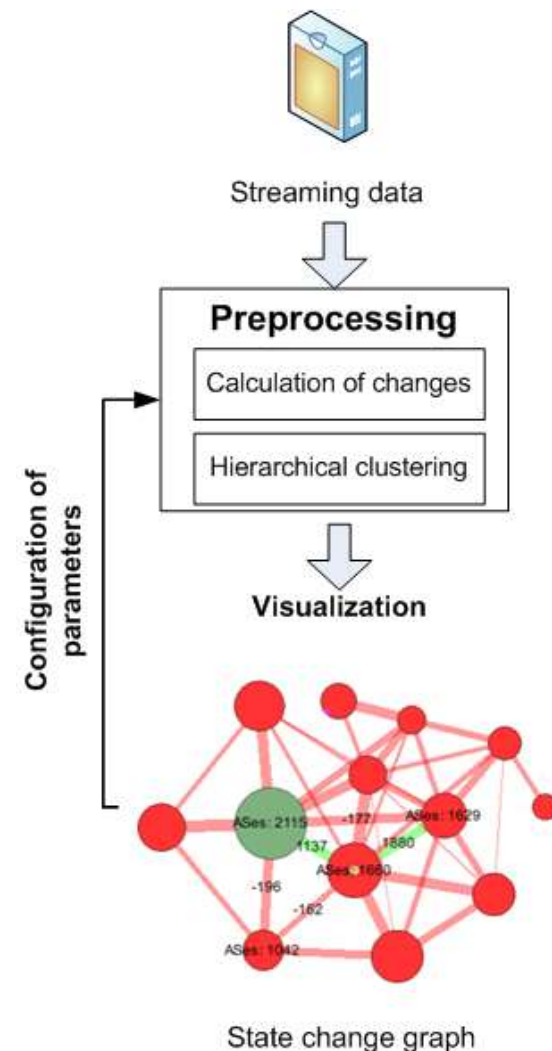 Streaming data
Preprocessing
Calculation of changes
Hierarchical clustering
Configuration of
parameters
Visualization
ASes: 2115
-177
ASes: 1629
1137
1880
ASes: 1660
-196
-162
ASes: 1042
State change graph